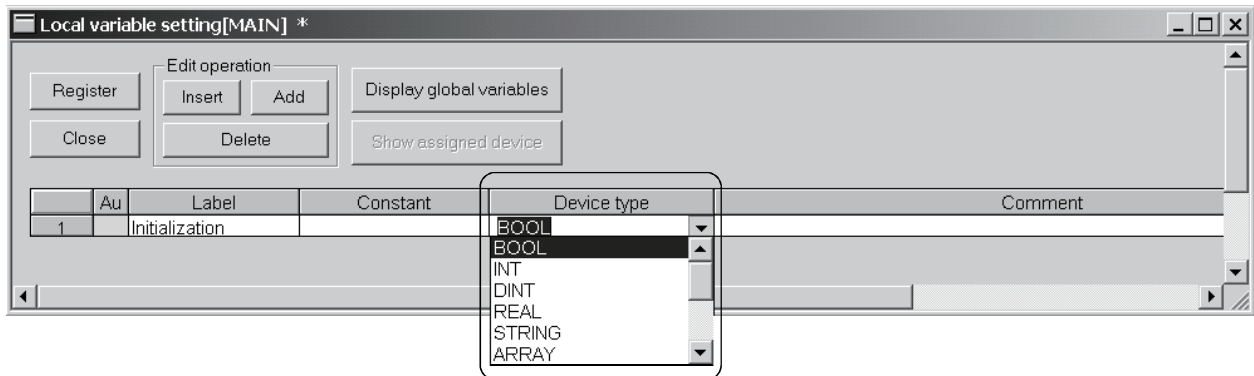 Local variable setting[MAIN] *
Edit operation
Register Insert Add Display global variables
Close Delete Show assigned device
Au Label Constant Device type Comment
1 Initialization BOOL
BOOL
INT
DINT
REAL
STRING
ARRAY